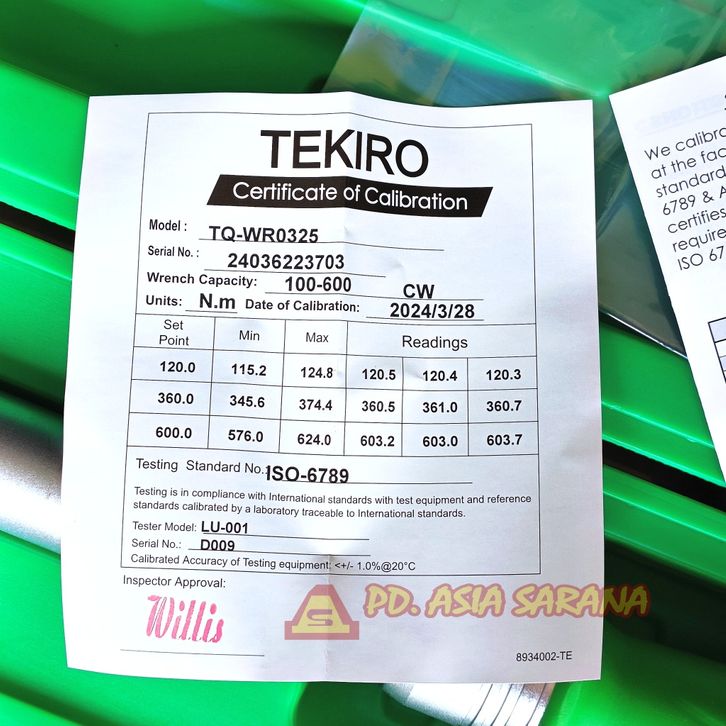 TEKIRO
Certificate of Calibration
Model : TQ-WR0325
Serial No. : 24036223703
Wrench Capacity: 100-600 CW
Units: N.m Date of Calibration: 2024/3/28
Set Point Min Max Readings
120.0 115.2 124.8 120.5 120.4 120.3
360.0 345.6 374.4 360.5 361.0 360.7
600.0 576.0 624.0 603.2 603.0 603.7
Testing Standard No.: ISO-6789
Testing is in compliance with International standards with test equipment and reference
standards calibrated by a laboratory traceable to International standards.
Tester Model: LU-001
Serial No.: D009
Calibrated Accuracy of Testing equipment: <+/- 1.0%@20°C
Inspector Approval:
Willis
PD. ASIA SARANA
8934002-TE
We
at the
standard
6789 &
certifies
ISO